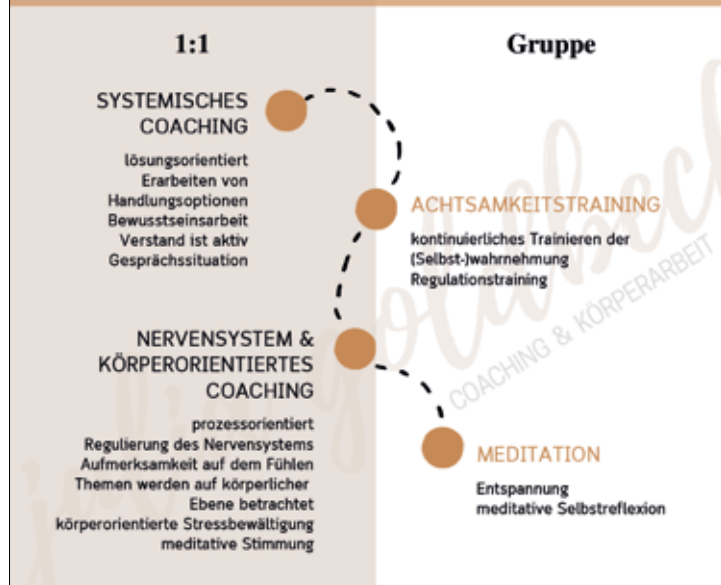 1:1
Gruppe
SYSTEMISCHES
COACHING
lösungsorientiert
Erarbeiten von
Handlungsoptionen
Bewusstseinsarbeit
Verstand ist aktiv
Gesprächssituation
ACHTSAMKEITSTRAINING
kontinuierliches Trainieren der
(Selbst-)wahrnehmung
Regulationstraining
NERVENSYSTEM &
KÖRPERORIENTIERTES
COACHING
prozessorientiert
Regulierung des Nervensystems
Aufmerksamkeit auf dem Fühlen
Themen werden auf körperlicher
Ebene betrachtet
körperorientierte Stressbewältigung
meditative Stimmung
MEDITATION
Entspannung
meditative Selbstreflexion
COACHING & KÖRPERARBEIT